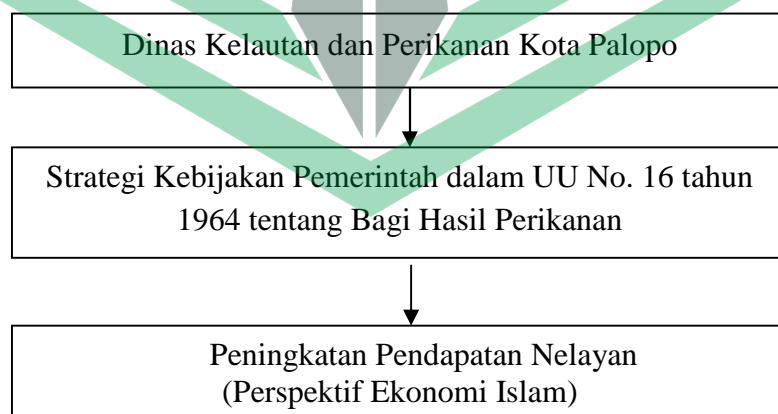 Dinas Kelautan dan Perikanan Kota Palopo
Strategi Kebijakan Pemerintah dalam UU No. 16 tahun
1964 tentang Bagi Hasil Perikanan
Peningkatan Pendapatan Nelayan
(Perspektif Ekonomi Islam)